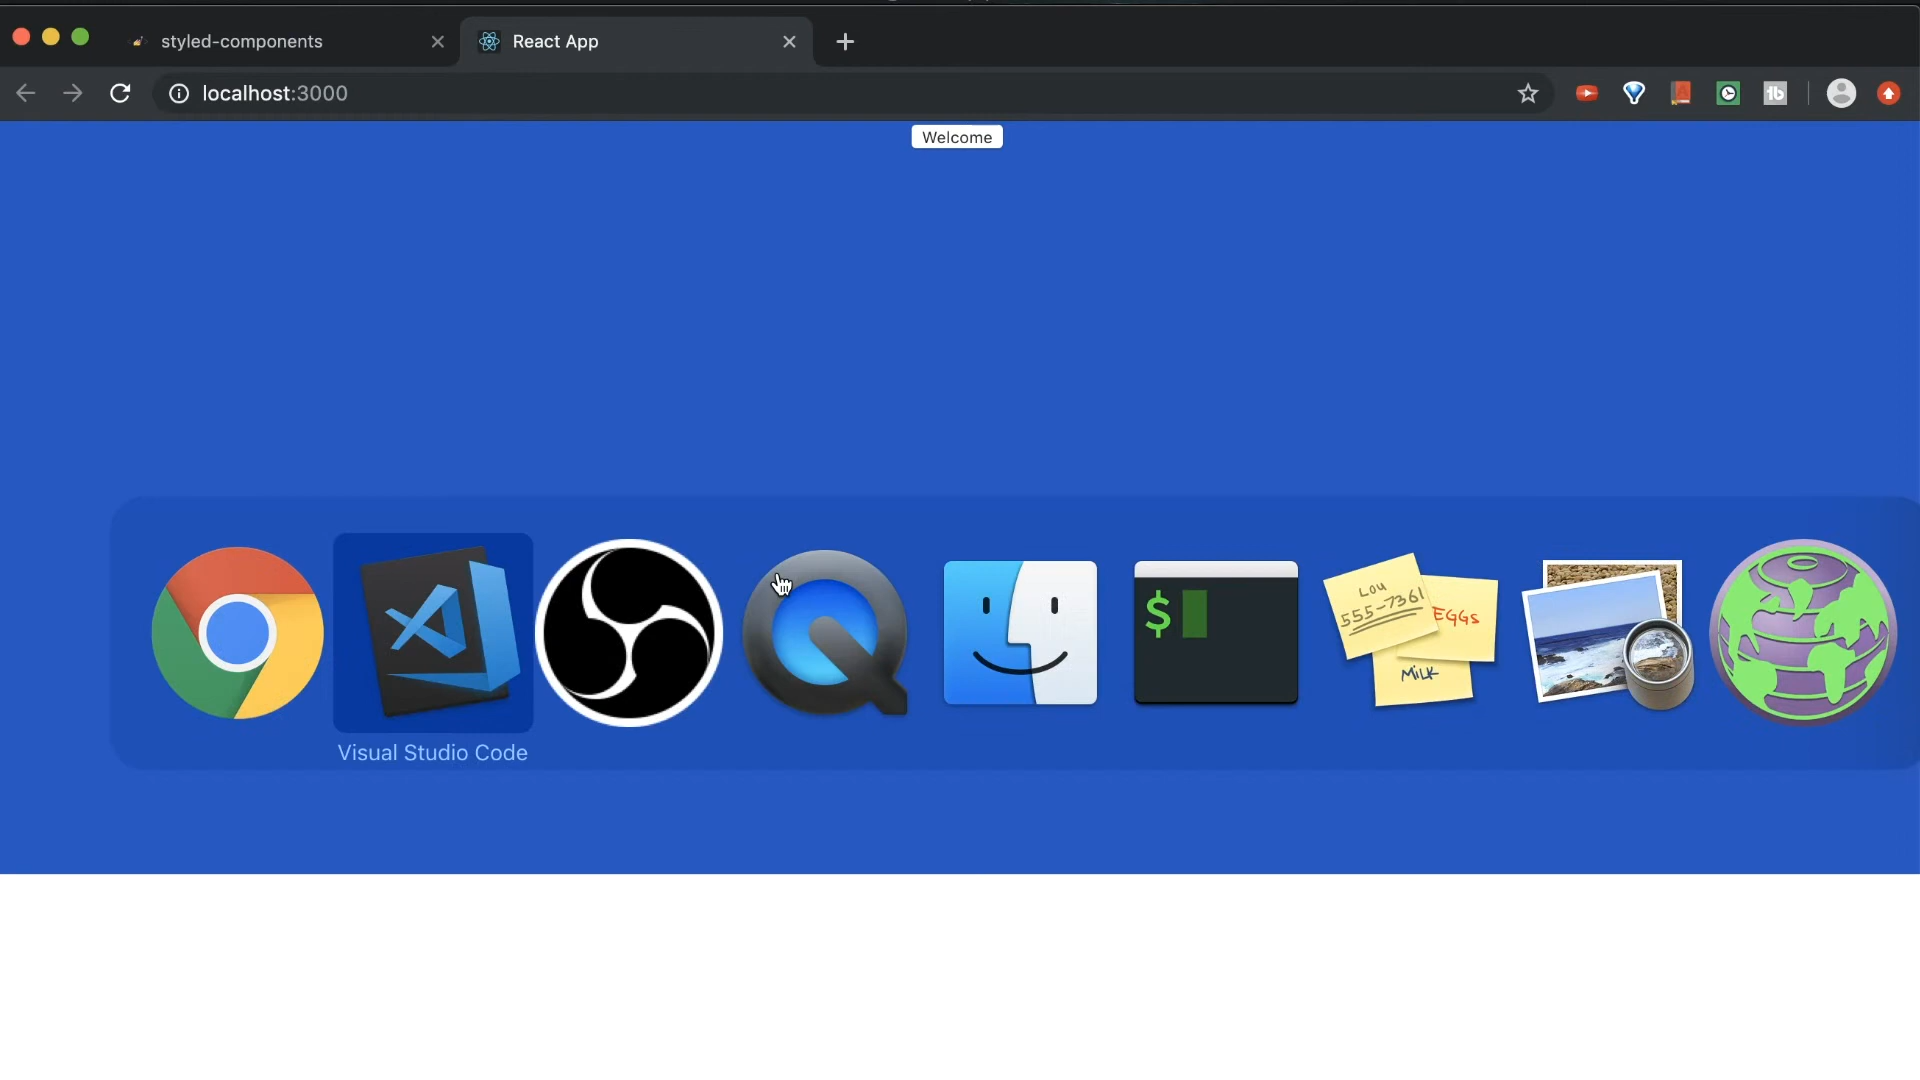 styled-components
React App
localhost:3000
Welcome
$
Lou
555-7361
EGGs
MiLK
Visual Studio Code